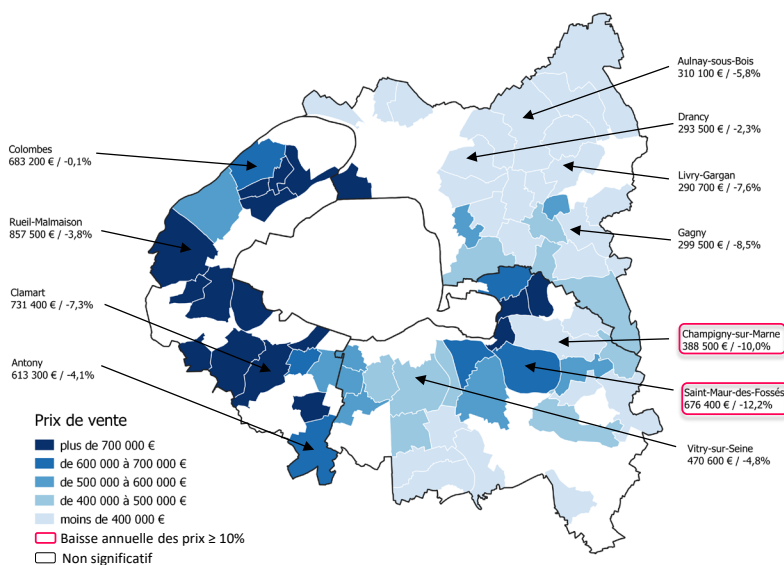 Aulnay-sous-Bois
310 100 € / -5,8%
Drancy
293 500 € / -2,3%
Colombes
683 200 € / -0,1%
Livry-Gargan
290 700 € / -7,6%
Rueil-Malmaison
857 500 € / -3,8%
Gagny
299 500 € / -8,5%
Clamart
731 400 € / -7,3%
Champigny-sur-Marne
388 500 € / -10,0%
Antony
613 300 € / -4,1%
Saint-Maur-des-Fossés
676 400 € / -12,2%
Vitry-sur-Seine
470 600 € / -4,8%
Prix de vente
plus de 700 000 €
de 600 000 à 700 000 €
de 500 000 à 600 000 €
de 400 000 à 500 000 €
moins de 400 000 €
Baisse annuelle des prix ≥ 10%
Non significatif